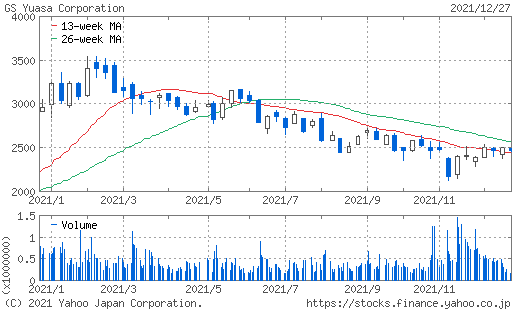 GS Yuasa Corporation 2021/12/27
4000
13-week MA
26-week MA
3500
3000
2500
2000
2021/1 2021/3 2021/5 2021/7 2021/9 2021/11
1.5
Volume
1
0.5
0
(x1000000)
2021/1 2021/3 2021/5 2021/7 2021/9 2021/11
(C) 2021 Yahoo Japan Corporation. https://stocks.finance.yahoo.co.jp/